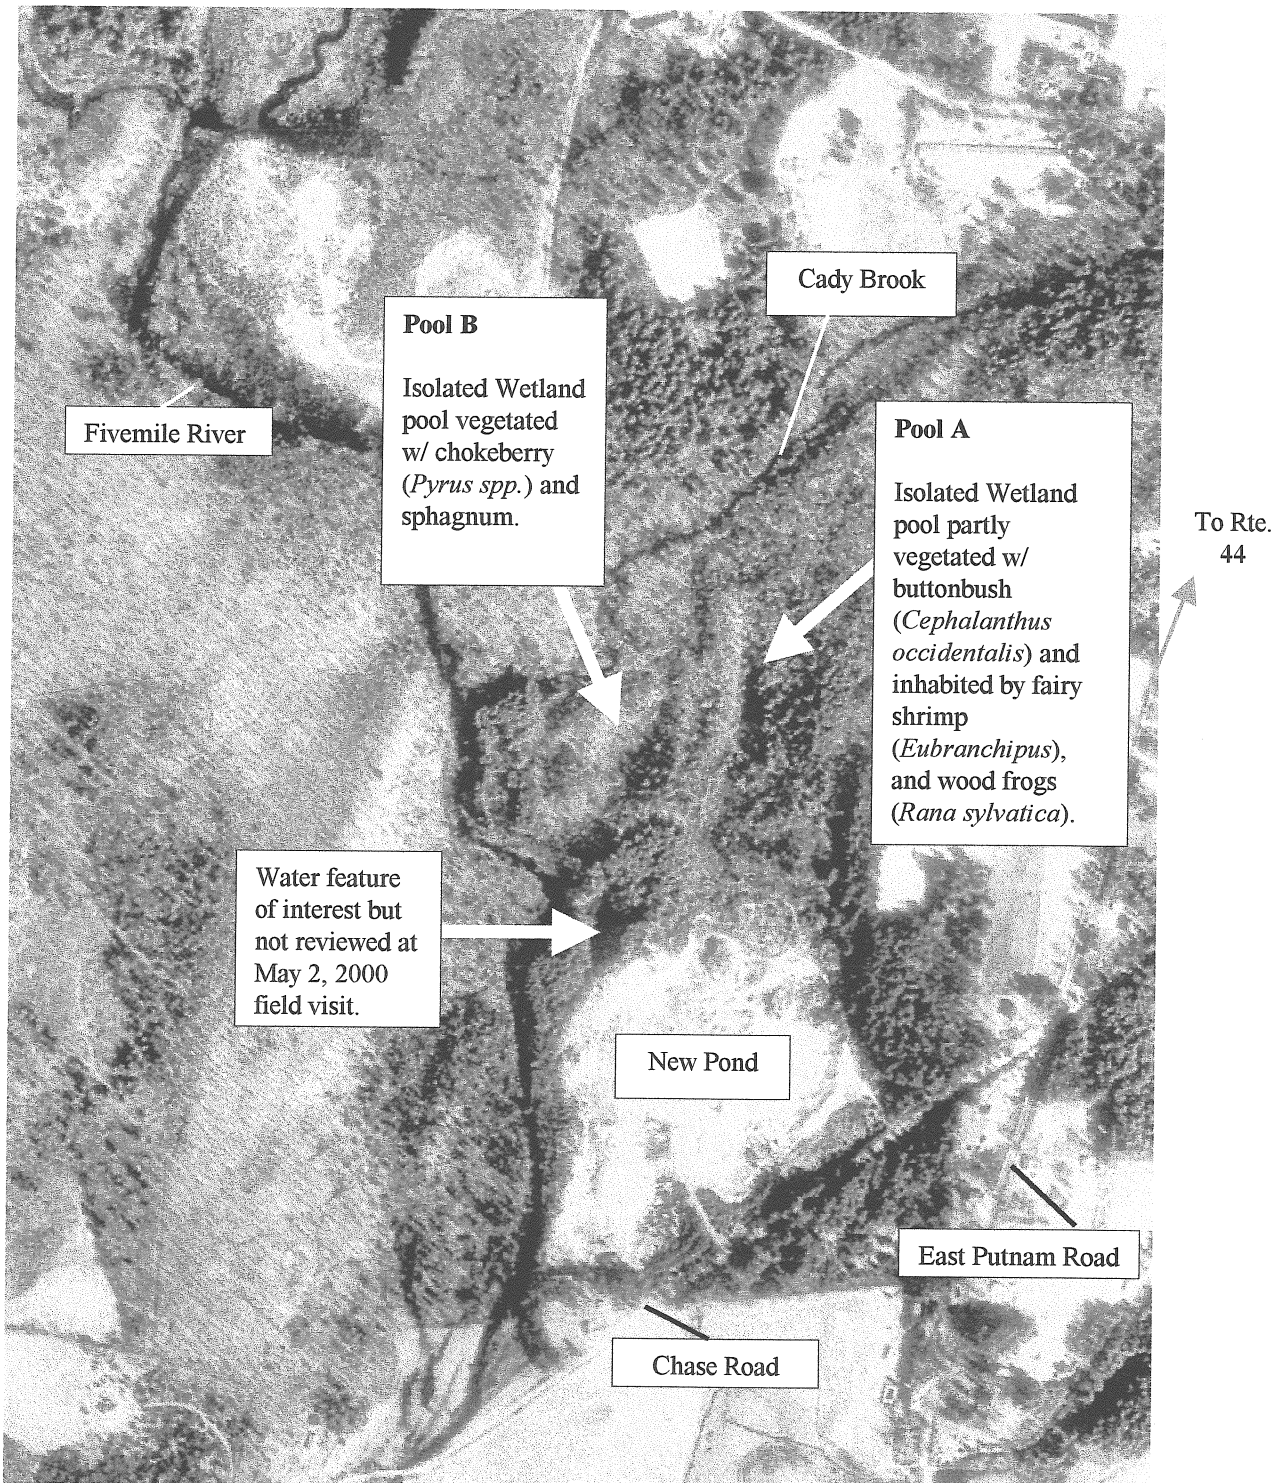 Cady Brook
Pool B
Isolated Wetland
pool vegetated
w/ chokeberry
(Pyrus spp.) and
sphagnum.
Fivemile River
Pool A
Isolated Wetland
pool partly
vegetated w/
buttonbush
(Cephalanthus
occidentalis) and
inhabited by fairy
shrimp
(Eubranchipus),
and wood frogs
(Rana sylvatica).
To Rte.
44
Water feature
of interest but
not reviewed at
May 2, 2000
field visit.
New Pond
East Putnam Road
Chase Road